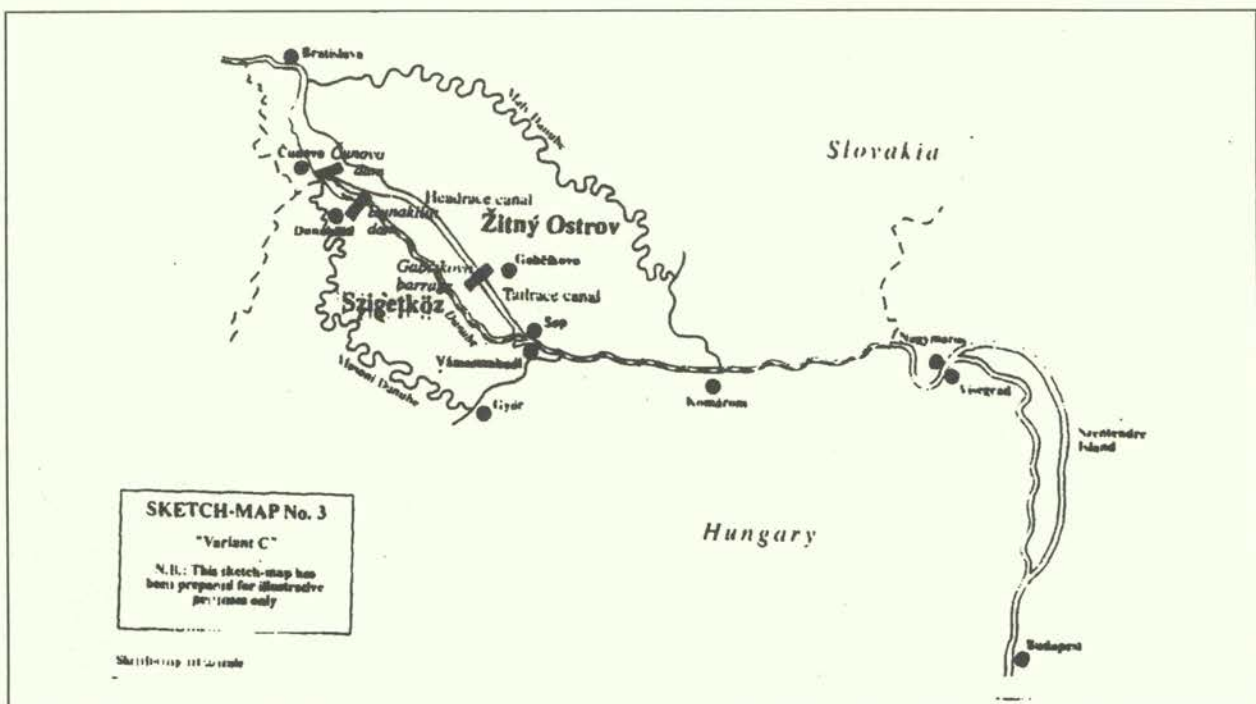 Bratislava
Maly Danube
Slovakia
Čunovo
Čunovo
dam
Headrace canal
Žitný Ostrov
dam
Gabčíkovo
Gabčíkovo
barrage
Tailrace canal
Szigetköz
Danube
Sap
Mosoni Danube
Győr
Komárom
Nagymaros
Visegrad
Szentendre
Island
Hungary
SKETCH-MAP No. 3
"Variant C"
N.B.: This sketch-map has
been prepared for illustrative
purposes only
Budapest